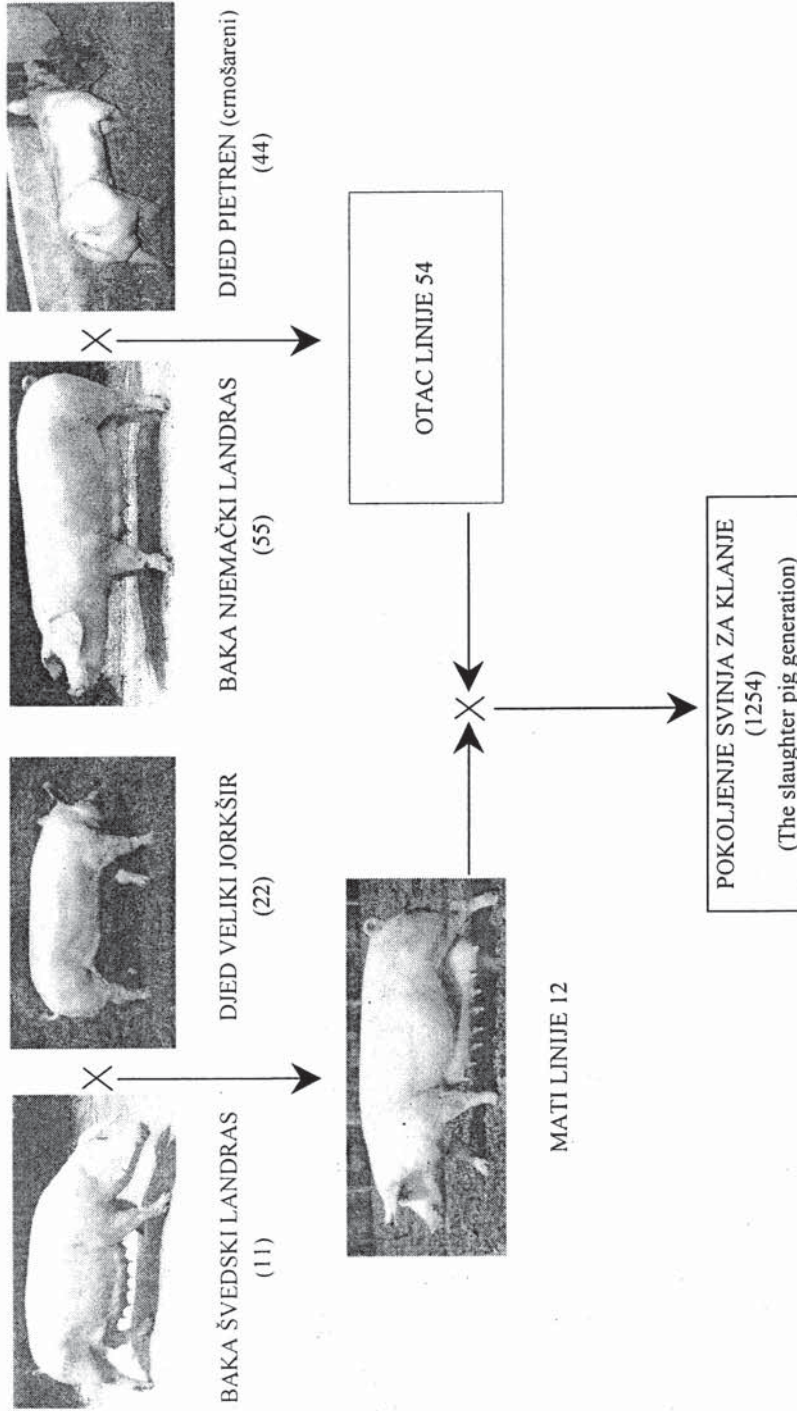 BAKA ŠVEDSKI LANDRAS
(11)
DJED VELIKI JORKŠIR
(22)
BAKA NJEMAČKI LANDRAS
(55)
DJED PIETREN (crnošareni)
(44)
MATI LINIJE 12
OTAC LINIJE 54
POKOLJENJE SVINJA ZA KLANJE
(1254)
(The slaughter pig generation)